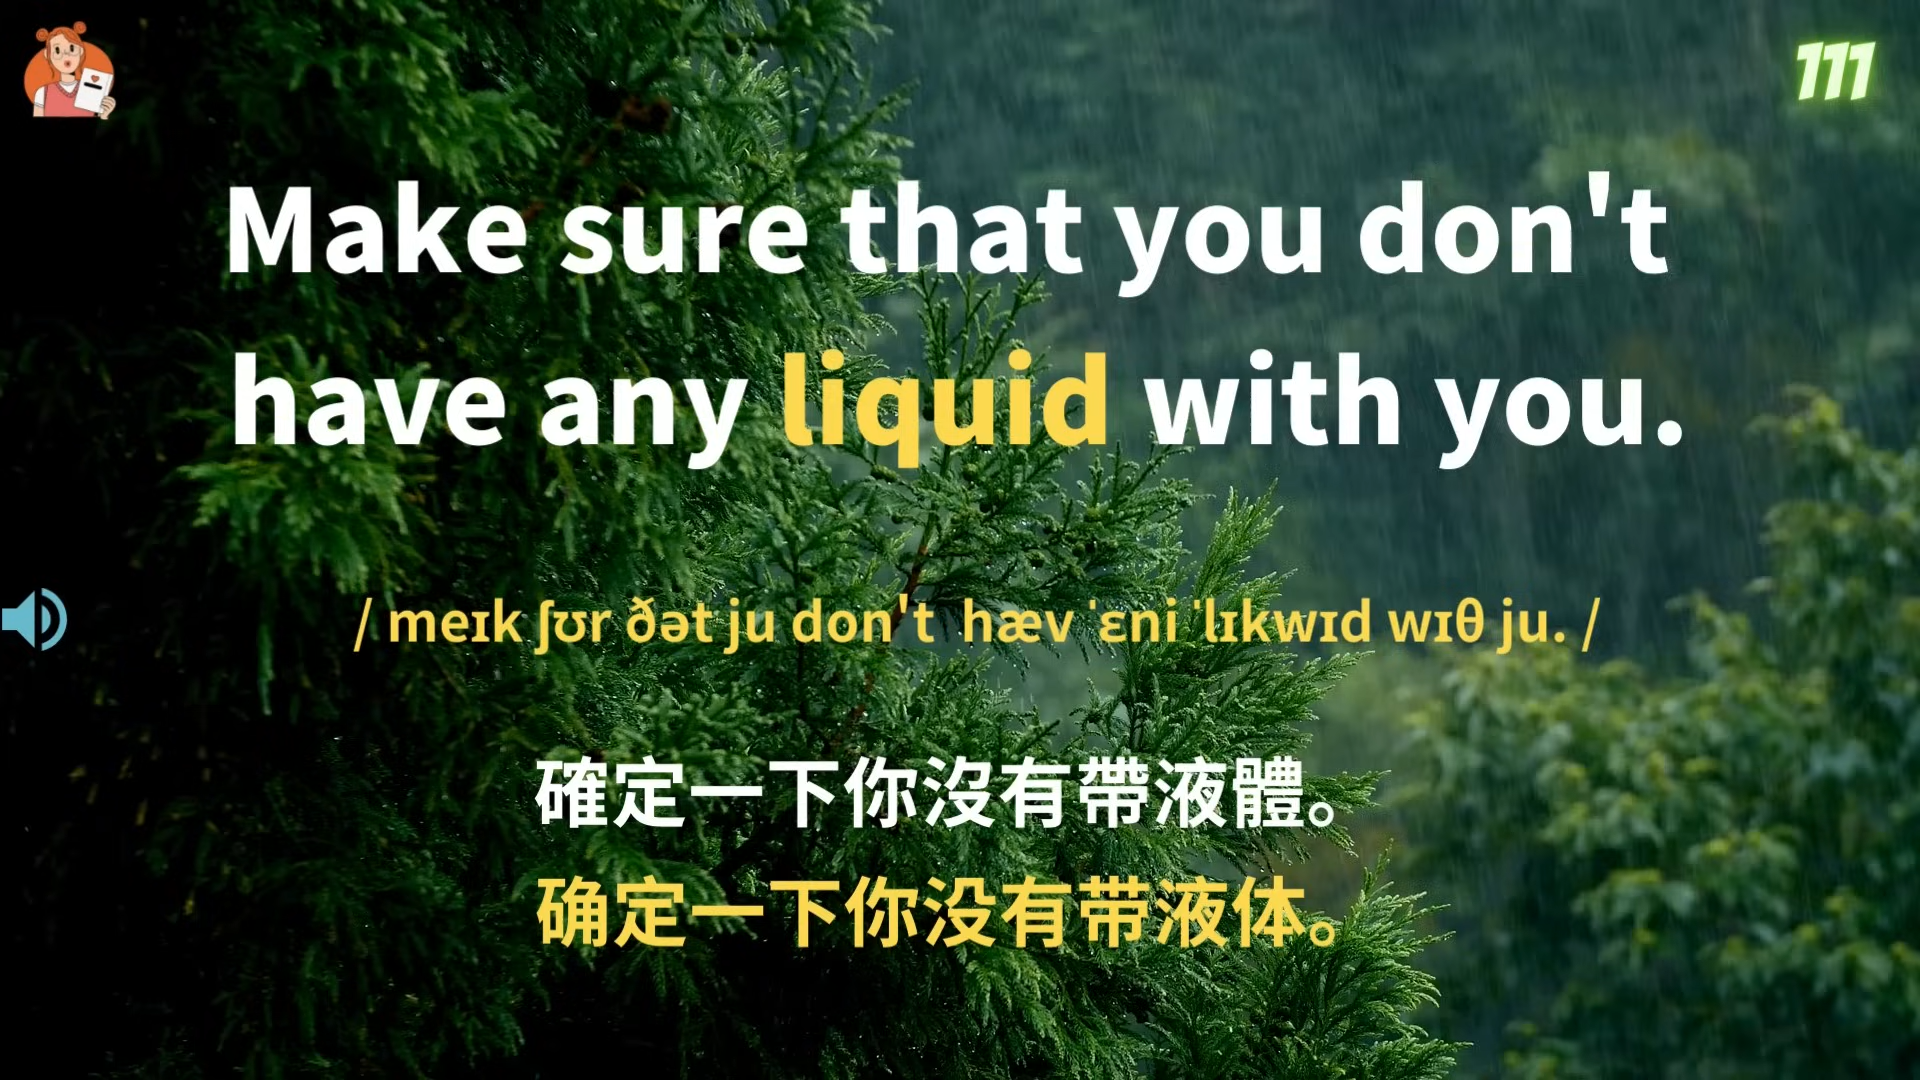 111
Make sure that you don't
have any liquid with you.
/ meɪk ʃʊr ðət ju don't hæv ˈɛni ˈlɪkwɪd wɪθ ju. /
確定一下你沒有帶液體。
确定一下你没有带液体。